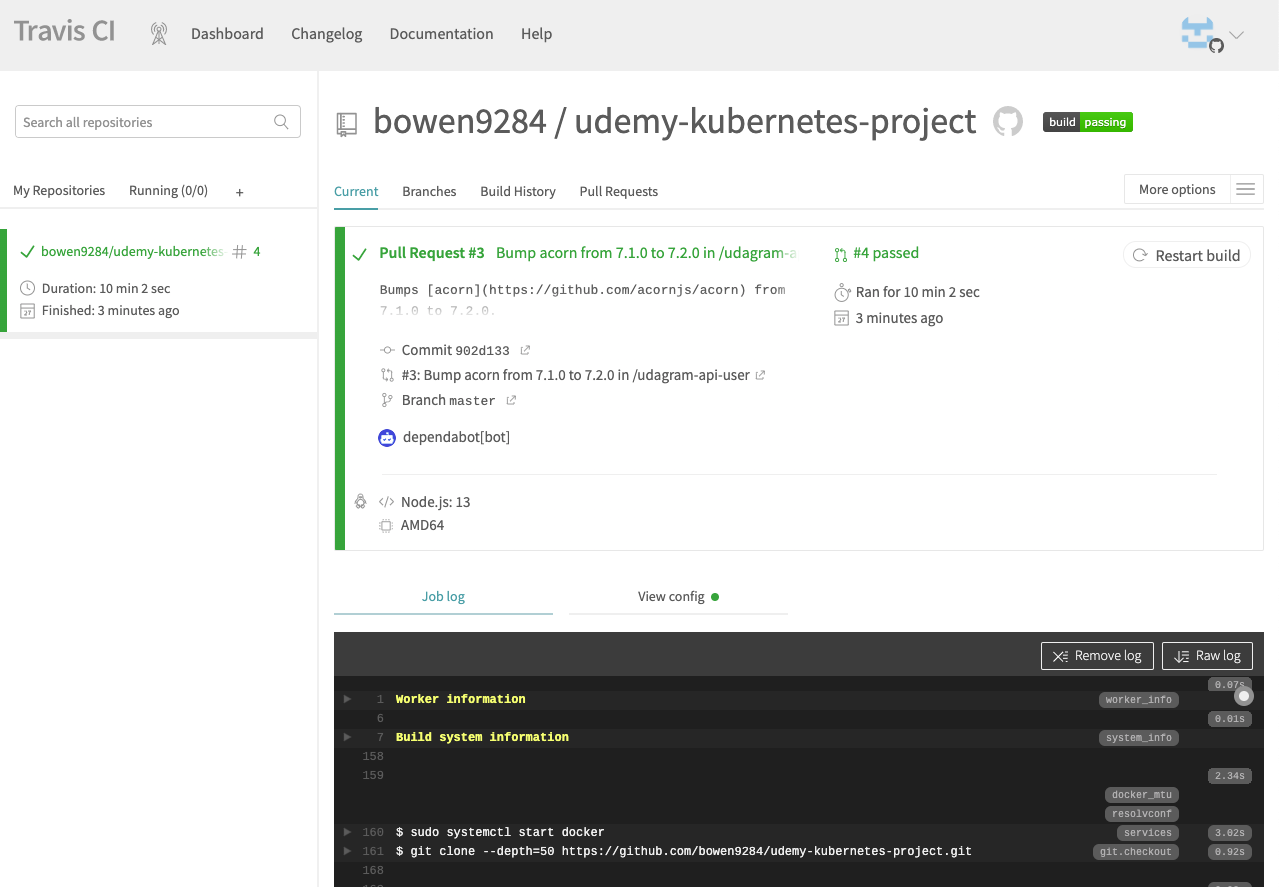 Travis CI
Dashboard
Changelog
Documentation
Help
Search all repositories
My Repositories
Running (0/0)
+
bowen9284/udemy-kubernetes
# 4
Duration: 10 min 2 sec
Finished: 3 minutes ago
bowen9284 / udemy-kubernetes-project
build passing
Current
Branches
Build History
Pull Requests
More options
Pull Request #3 Bump acorn from 7.1.0 to 7.2.0 in /udagram-a
Bumps [acorn](https://github.com/acornjs/acorn) from
7.1.0 to 7.2.0.
Commit 902d133
#3: Bump acorn from 7.1.0 to 7.2.0 in /udagram-api-user
Branch master
dependabot[bot]
#4 passed
Ran for 10 min 2 sec
3 minutes ago
Restart build
Node.js: 13
AMD64
Job log
View config
Remove log
Raw log
0.07s
1 Worker information worker_info
6 0.01s
7 Build system information system_info
158
159 2.34s
docker_mtu
resolvconf
160 $ sudo systemctl start docker services 3.02s
161 $ git clone --depth=50 https://github.com/bowen9284/udemy-kubernetes-project.git git.checkout 0.92s
168